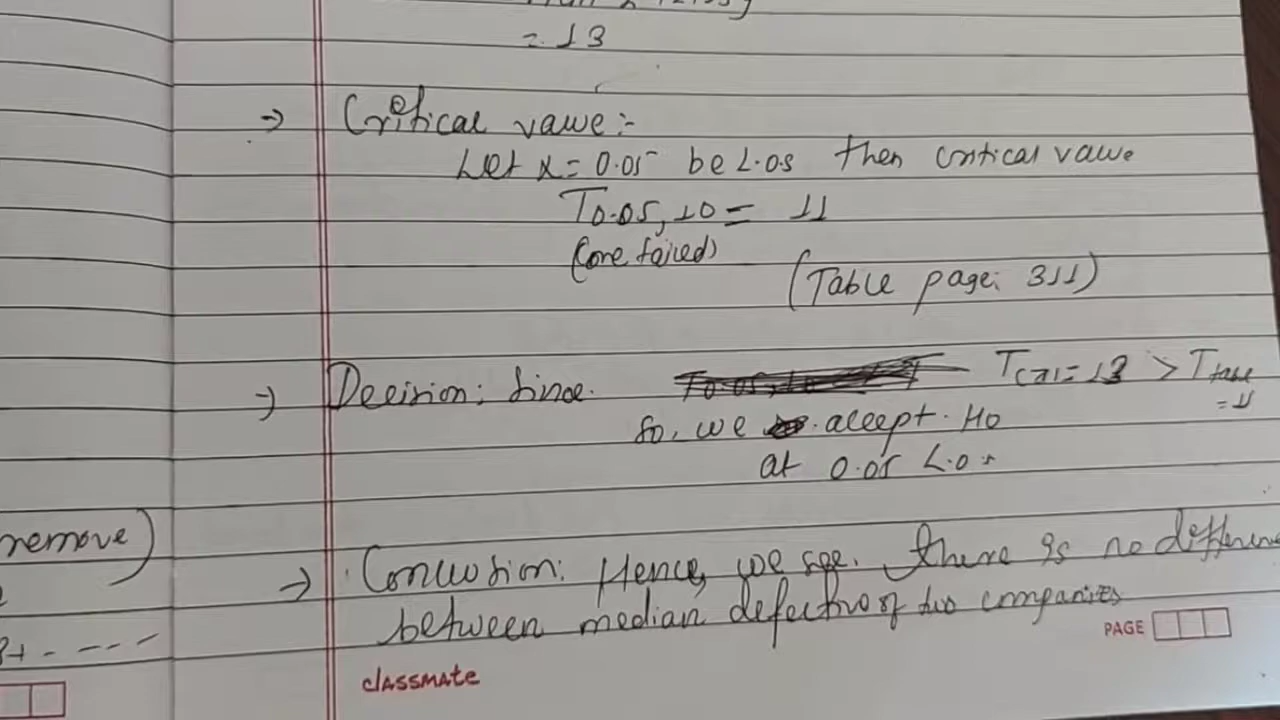 = 13
→ Critical value :-
Let α = 0.05 be L.o.s then critical value
T0.05, 10 = 11
(one tailed)
(Table page: 311)
→ Decision: Since. Tcal = 13 > Ttab
= 11
So, we accept H0
at 0.05 L.o.s
remove)
→ Conclusion: Hence, we see. there is no difference
between median defective of two companies
PAGE
classmate